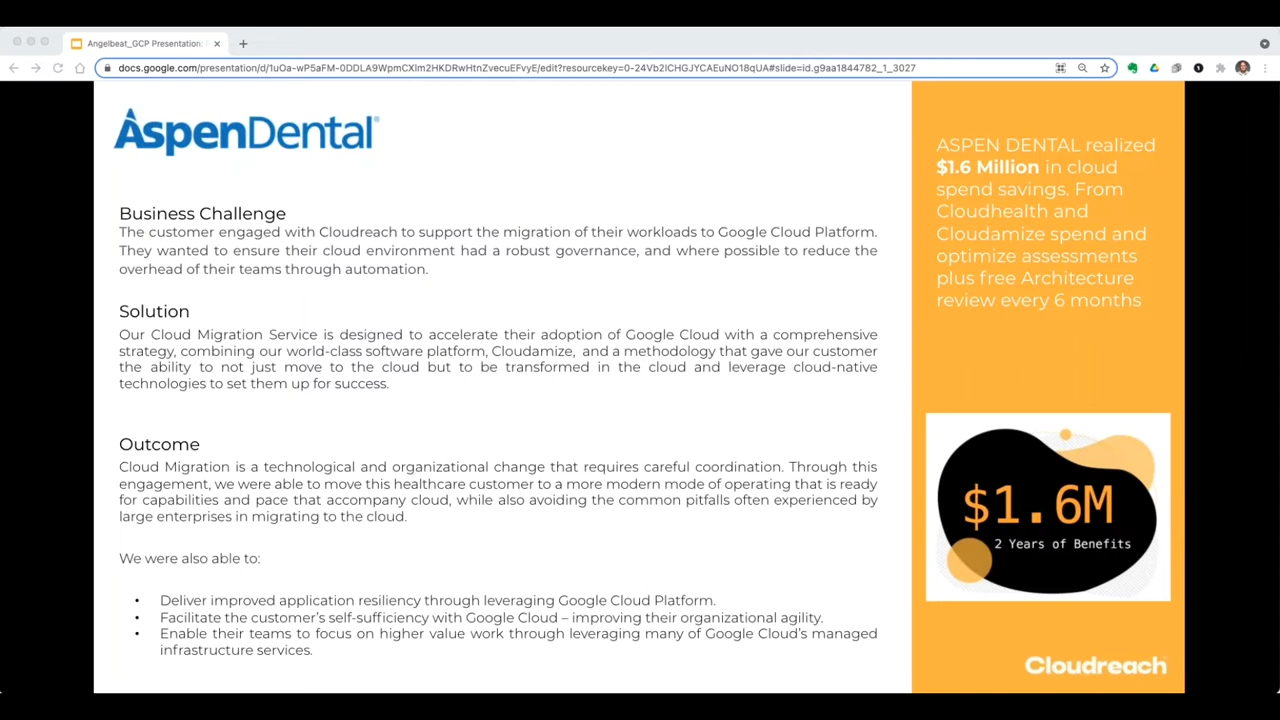 Angelbeat_GCP Presentation:
docs.google.com/presentation/d/1uOa-wP5aFM-0DDLA9WpmCXlm2HKDRwHtnZvecuEFvyE/edit?resourcekey=0-24Vb2lCHGJYCAEuNO18qUA#slide=id.g9aa1844782_1_3027
AspenDental®
Business Challenge
The customer engaged with Cloudreach to support the migration of their workloads to Google Cloud Platform.
They wanted to ensure their cloud environment had a robust governance, and where possible to reduce the
overhead of their teams through automation.
Solution
Our Cloud Migration Service is designed to accelerate their adoption of Google Cloud with a comprehensive
strategy, combining our world-class software platform, Cloudamize, and a methodology that gave our customer
the ability to not just move to the cloud but to be transformed in the cloud and leverage cloud-native
technologies to set them up for success.
Outcome
Cloud Migration is a technological and organizational change that requires careful coordination. Through this
engagement, we were able to move this healthcare customer to a more modern mode of operating that is ready
for capabilities and pace that accompany cloud, while also avoiding the common pitfalls often experienced by
large enterprises in migrating to the cloud.
We were also able to:
• Deliver improved application resiliency through leveraging Google Cloud Platform.
• Facilitate the customer's self-sufficiency with Google Cloud – improving their organizational agility.
• Enable their teams to focus on higher value work through leveraging many of Google Cloud's managed
infrastructure services.
ASPEN DENTAL realized
$1.6 Million in cloud
spend savings. From
Cloudhealth and
Cloudamize spend and
optimize assessments
plus free Architecture
review every 6 months
$1.6M
2 Years of Benefits
Cloudreach